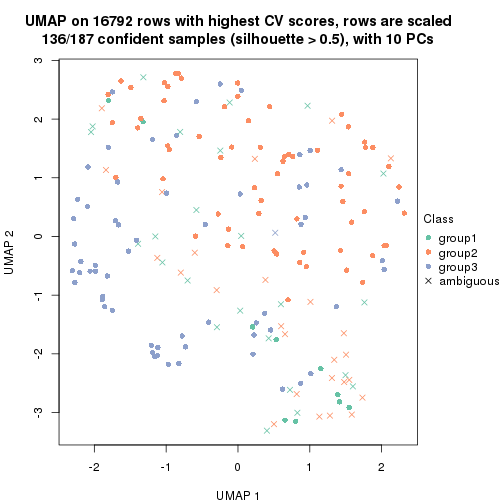 UMAP on 16792 rows with highest CV scores, rows are scaled
136/187 confident samples (silhouette > 0.5), with 10 PCs
3
2
1
0
-1
-2
-3
UMAP 2
-2
-1
0
1
2
UMAP 1
Class
group1
group2
group3
ambiguous